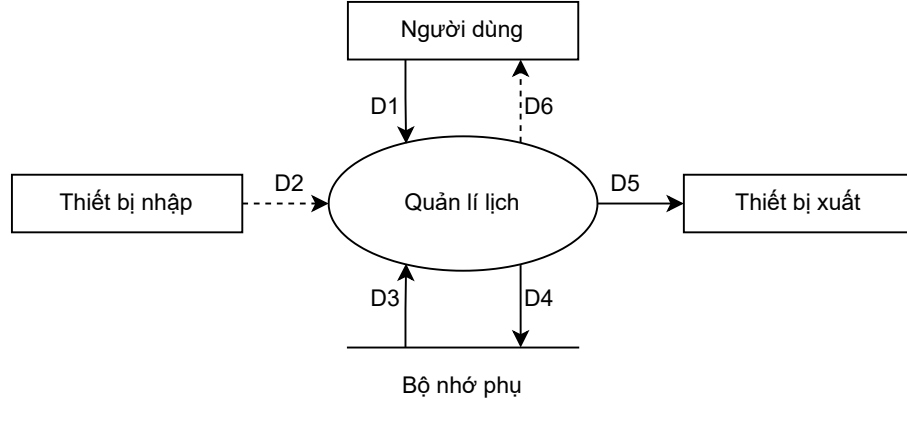 Người dùng
D1
D6
Thiết bị nhập
D2
Quản lí lịch
D5
Thiết bị xuất
D3
D4
Bộ nhớ phụ